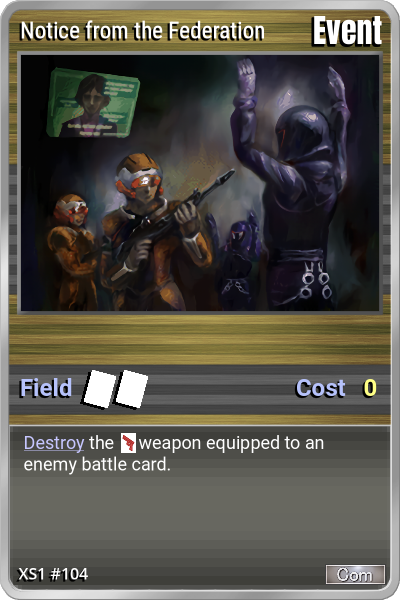 Notice from the Federation
Event
Field
Cost 0
Destroy the weapon equipped to an
enemy battle card.
XS1 #104
Com